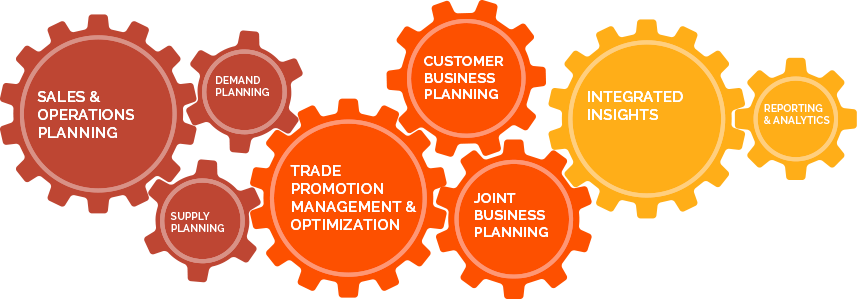 SALES &
OPERATIONS
PLANNING
DEMAND
PLANNING
SUPPLY
PLANNING
TRADE
PROMOTION
MANAGEMENT &
OPTIMIZATION
CUSTOMER
BUSINESS
PLANNING
JOINT
BUSINESS
PLANNING
INTEGRATED
INSIGHTS
REPORTING
& ANALYTICS